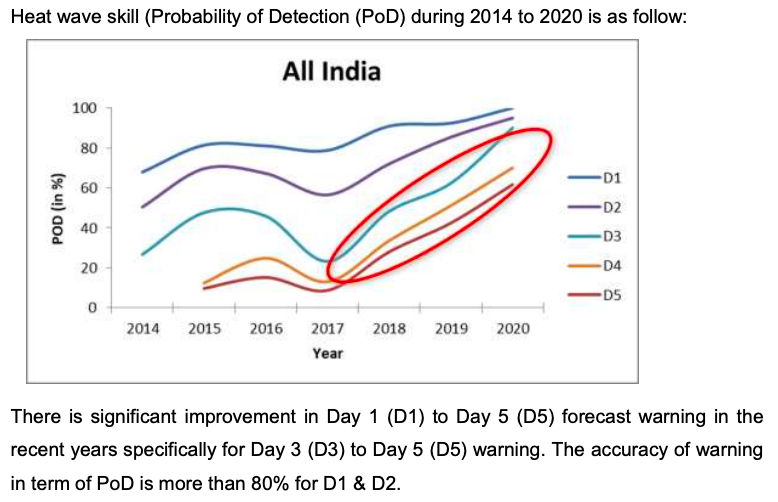 Heat wave skill (Probability of Detection (PoD) during 2014 to 2020 is as follow:
All India
100
80
60
40
20
0
POD (in %)
2014 2015 2016 2017 2018 2019 2020
Year
D1
D2
D3
D4
D5
There is significant improvement in Day 1 (D1) to Day 5 (D5) forecast warning in the
recent years specifically for Day 3 (D3) to Day 5 (D5) warning. The accuracy of warning
in term of PoD is more than 80% for D1 & D2.